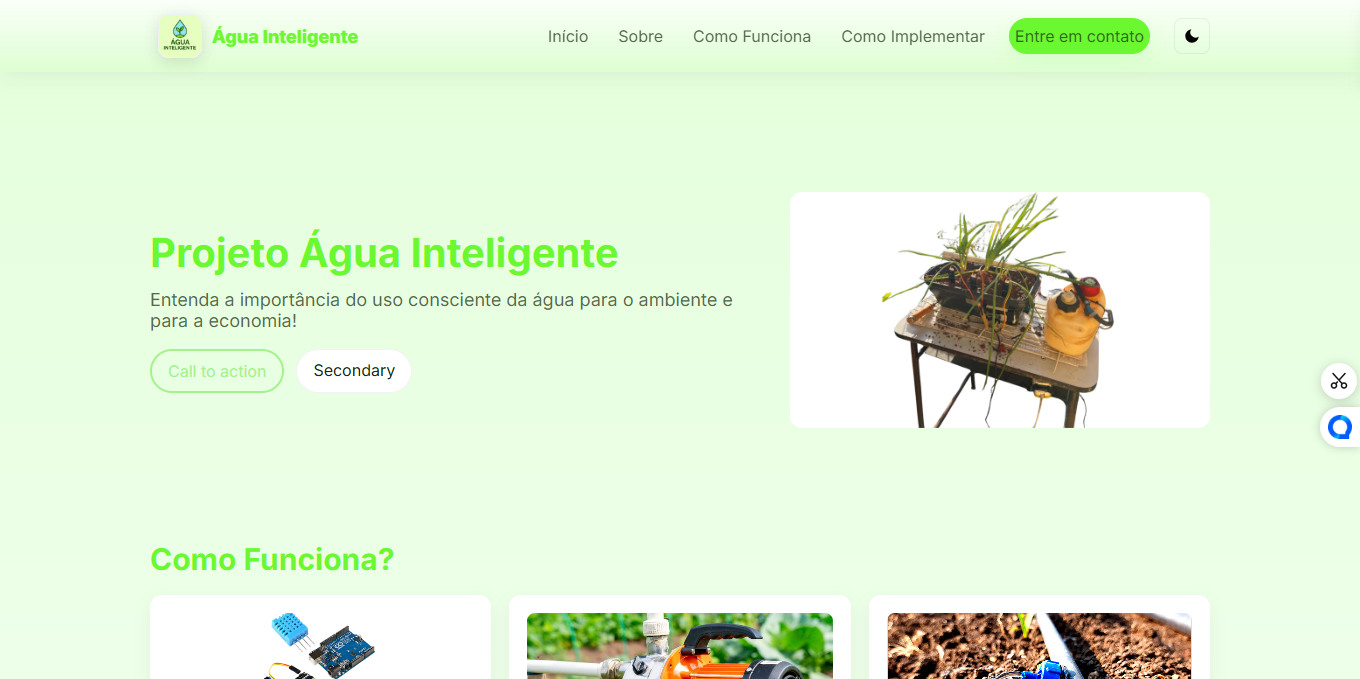 ÁGUA
INTELIGENTE
Água Inteligente
Início
Sobre
Como Funciona
Como Implementar
Entre em contato
Projeto Água Inteligente
Entenda a importância do uso consciente da água para o ambiente e
para a economia!
Call to action
Secondary
Como Funciona?